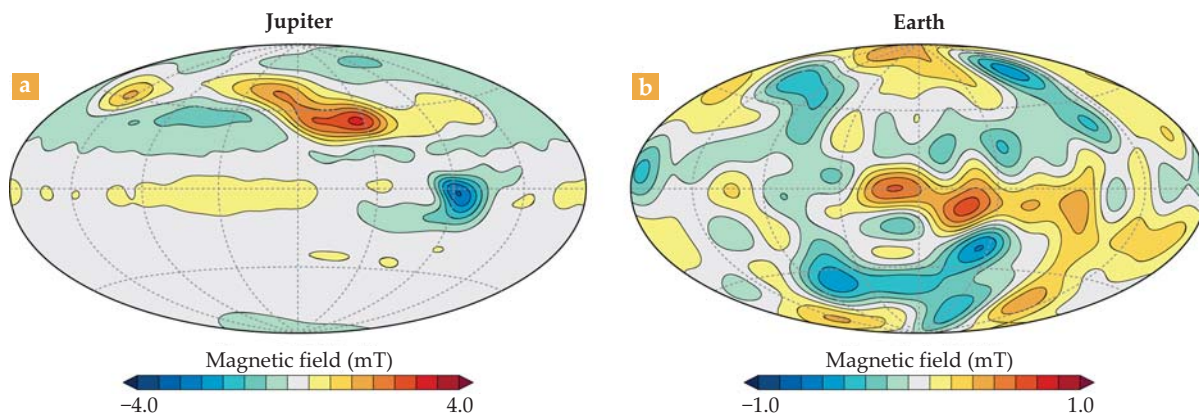 Jupiter
a
Magnetic field (mT)
−4.0 4.0
Earth
b
Magnetic field (mT)
−1.0 1.0